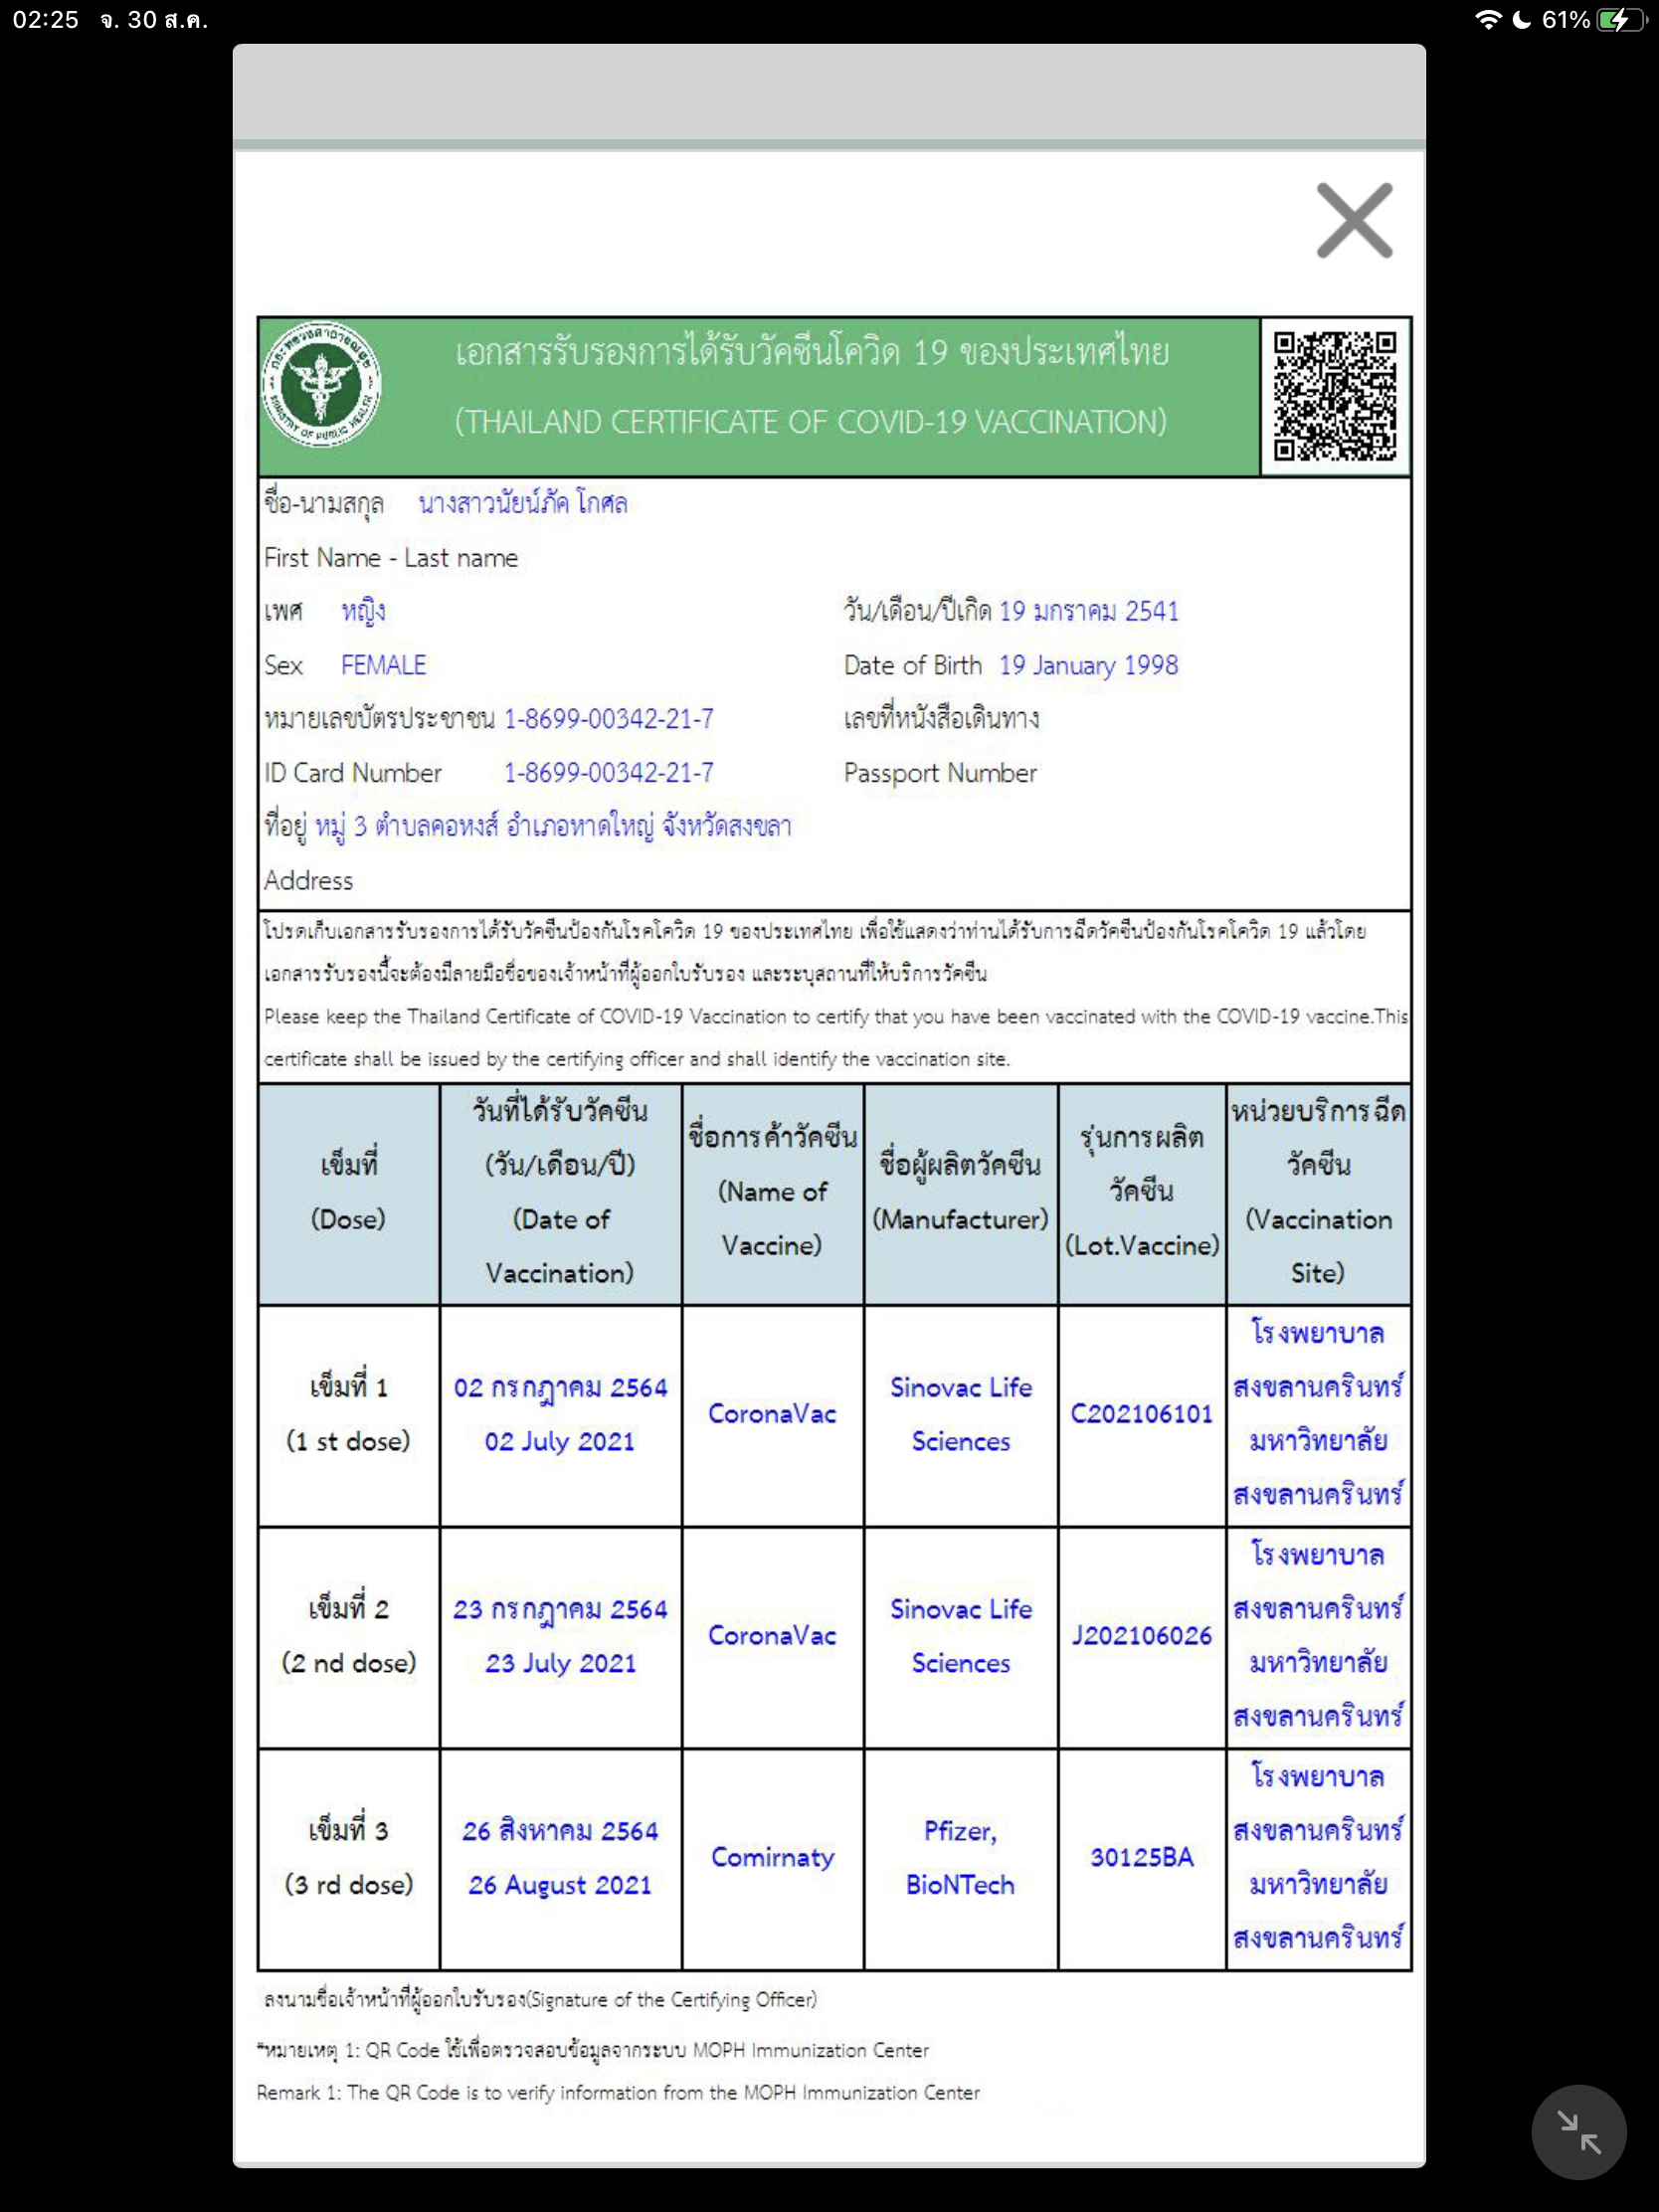 02:25 จ. 30 ส.ค.
61%
เอกสารรับรองการได้รับวัคซีนโควิด 19 ของประเทศไทย
(THAILAND CERTIFICATE OF COVID-19 VACCINATION)
กระทรวงสาธารณสุข
MINISTRY OF PUBLIC HEALTH
ชื่อ-นามสกุล นางสาวนัยน์ภัค โกศล
First Name - Last name
เพศ หญิง วัน/เดือน/ปีเกิด 19 มกราคม 2541
Sex FEMALE Date of Birth 19 January 1998
หมายเลขบัตรประชาชน 1-8699-00342-21-7 เลขที่หนังสือเดินทาง
ID Card Number 1-8699-00342-21-7 Passport Number
ที่อยู่ หมู่ 3 ตำบลคอหงส์ อำเภอหาดใหญ่ จังหวัดสงขลา
Address
โปรดเก็บเอกสารรับรองการได้รับวัคซีนป้องกันโรคโควิด 19 ของประเทศไทย เพื่อใช้แสดงว่าท่านได้รับการฉีดวัคซีนป้องกันโรคโควิด 19 แล้วโดย
เอกสารรับรองนี้จะต้องมีลายมือชื่อของเจ้าหน้าที่ผู้ออกใบรับรอง และระบุสถานที่ให้บริการวัคซีน
Please keep the Thailand Certificate of COVID-19 Vaccination to certify that you have been vaccinated with the COVID-19 vaccine.This
certificate shall be issued by the certifying officer and shall identify the vaccination site.
เข็มที่
(Dose)
วันที่ได้รับวัคซีน
(วัน/เดือน/ปี)
(Date of
Vaccination)
ชื่อการค้าวัคซีน
(Name of
Vaccine)
ชื่อผู้ผลิตวัคซีน
(Manufacturer)
รุ่นการผลิต
วัคซีน
(Lot.Vaccine)
หน่วยบริการฉีด
วัคซีน
(Vaccination
Site)
เข็มที่ 1
(1 st dose)
02 กรกฎาคม 2564
02 July 2021
CoronaVac
Sinovac Life
Sciences
C202106101
โรงพยาบาล
สงขลานครินทร์
มหาวิทยาลัย
สงขลานครินทร์
เข็มที่ 2
(2 nd dose)
23 กรกฎาคม 2564
23 July 2021
CoronaVac
Sinovac Life
Sciences
J202106026
โรงพยาบาล
สงขลานครินทร์
มหาวิทยาลัย
สงขลานครินทร์
เข็มที่ 3
(3 rd dose)
26 สิงหาคม 2564
26 August 2021
Comirnaty
Pfizer,
BioNTech
30125BA
โรงพยาบาล
สงขลานครินทร์
มหาวิทยาลัย
สงขลานครินทร์
ลงนามชื่อเจ้าหน้าที่ผู้ออกใบรับรอง(Signature of the Certifying Officer)
*หมายเหตุ 1: QR Code ใช้เพื่อตรวจสอบข้อมูลจากระบบ MOPH Immunization Center
Remark 1: The QR Code is to verify information from the MOPH Immunization Center